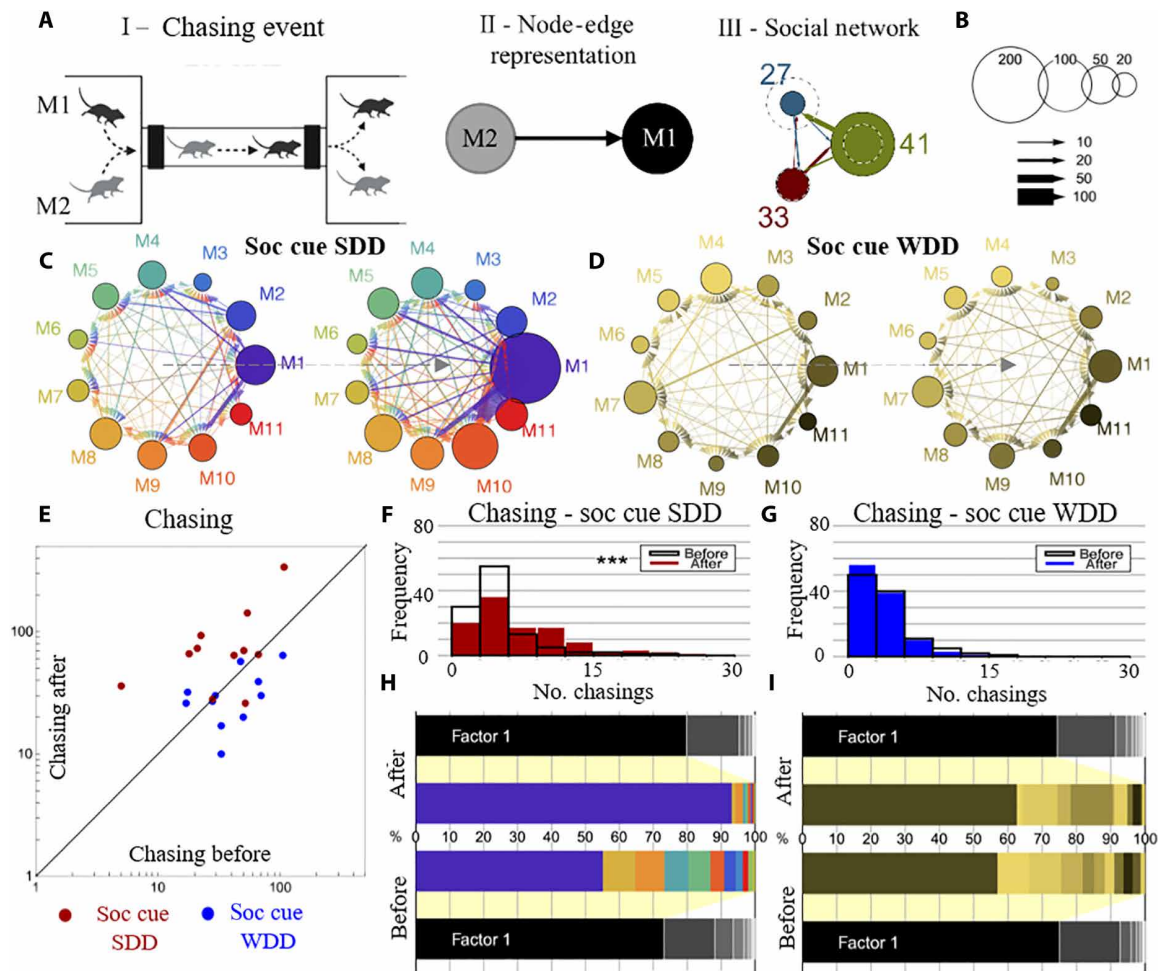 A
I – Chasing event
M1
M2
II - Node-edge
representation
M2
M1
III - Social network
27
41
33
B
200
100
50
20
10
20
50
100
C
Soc cue SDD
M4
M3
M5
M2
M6
M1
M7
M11
M8
M10
M9
M4
M3
M5
M2
M6
M1
M7
M11
M8
M10
M9
D
Soc cue WDD
M4
M3
M5
M2
M6
M1
M7
M11
M8
M10
M9
M4
M3
M5
M2
M6
M1
M7
M11
M8
M10
M9
E
Chasing
Chasing after
100
10
1
1
10
100
Chasing before
Soc cue
SDD
Soc cue
WDD
F
Chasing - soc cue SDD
80
40
0
Frequency
***
Before
After
0
15
30
No. chasings
G
Chasing - soc cue WDD
80
40
0
Frequency
Before
After
0
15
30
No. chasings
H
After
Factor 1
% 0 10 20 30 40 50 60 70 80 90 100
Before
Factor 1
I
After
Factor 1
% 0 10 20 30 40 50 60 70 80 90 100
Before
Factor 1